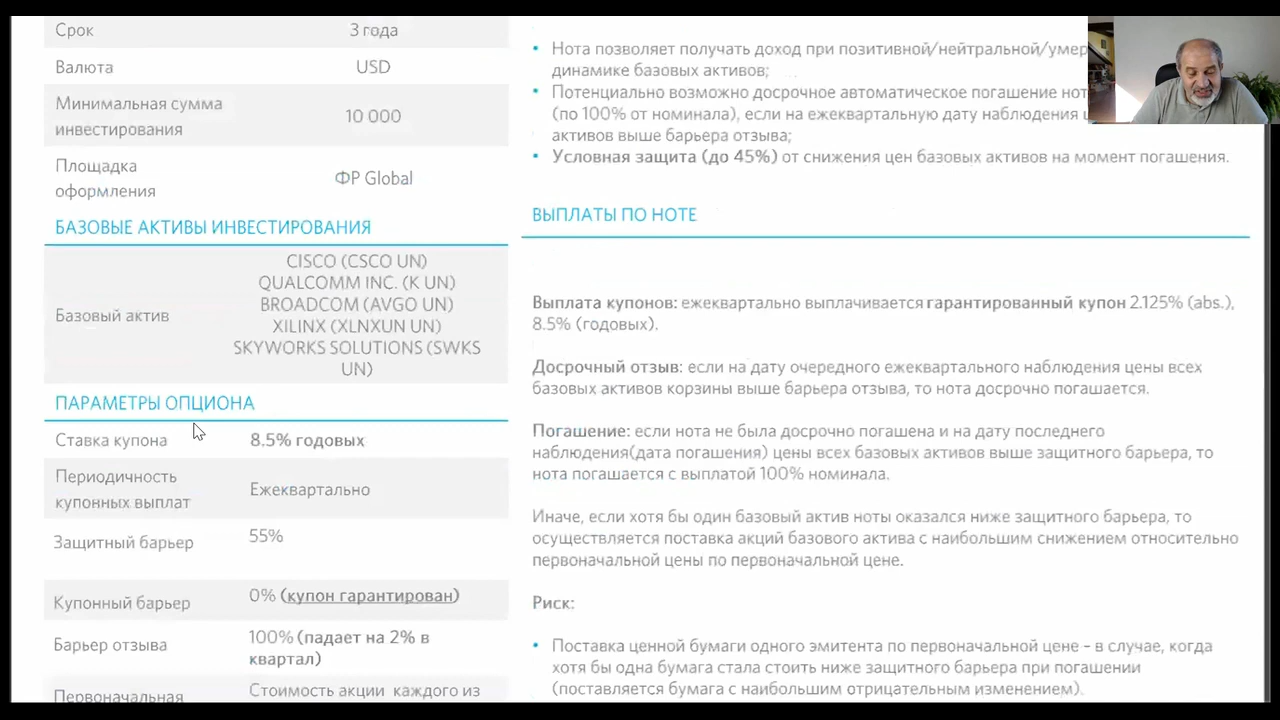 Срок 3 года
Валюта USD
Минимальная сумма
инвестирования 10 000
Площадка
оформления ФР Global
БАЗОВЫЕ АКТИВЫ ИНВЕСТИРОВАНИЯ
Базовый актив
CISCO (CSCO UN)
QUALCOMM INC. (K UN)
BROADCOM (AVGO UN)
XILINX (XLNXUN UN)
SKYWORKS SOLUTIONS (SWKS
UN)
ПАРАМЕТРЫ ОПЦИОНА
Ставка купона 8.5% годовых
Периодичность
купонных выплат Ежеквартально
Защитный барьер 55%
Купонный барьер 0% (купон гарантирован)
Барьер отзыва 100% (падает на 2% в
квартал)
Первоначальная Стоимость акции каждого из
• Нота позволяет получать доход при позитивной/нейтральной/умер
динамике базовых активов;
• Потенциально возможно досрочное автоматическое погашение нот
(по 100% от номинала), если на ежеквартальную дату наблюдения ц
активов выше барьера отзыва;
• Условная защита (до 45%) от снижения цен базовых активов на момент погашения.
ВЫПЛАТЫ ПО НОТЕ
Выплата купонов: ежеквартально выплачивается гарантированный купон 2.125% (abs.),
8.5% (годовых).
Досрочный отзыв: если на дату очередного ежеквартального наблюдения цены всех
базовых активов корзины выше барьера отзыва, то нота досрочно погашается.
Погашение: если нота не была досрочно погашена и на дату последнего
наблюдения(дата погашения) цены всех базовых активов выше защитного барьера, то
нота погашается с выплатой 100% номинала.
Иначе, если хотя бы один базовый актив ноты оказался ниже защитного барьера, то
осуществляется поставка акций базового актива с наибольшим снижением относительно
первоначальной цены по первоначальной цене.
Риск:
• Поставка ценной бумаги одного эмитента по первоначальной цене – в случае, когда
хотя бы одна бумага стала стоить ниже защитного барьера при погашении
(поставляется бумага с наибольшим отрицательным изменением).